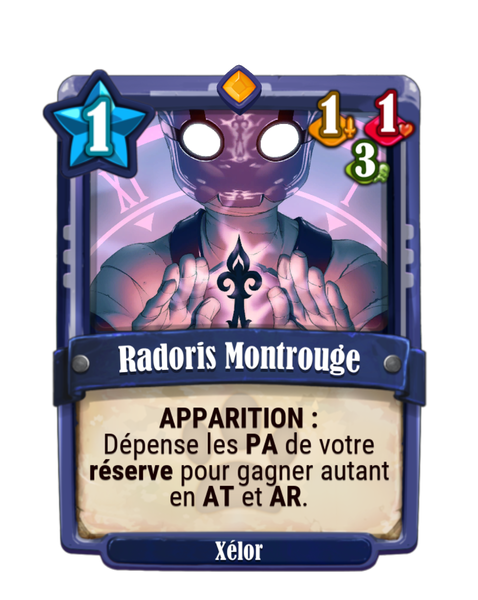 1
1
1
3
XI
Radoris Montrouge
APPARITION :
Dépense les PA de votre
réserve pour gagner autant
en AT et AR.
Xélor